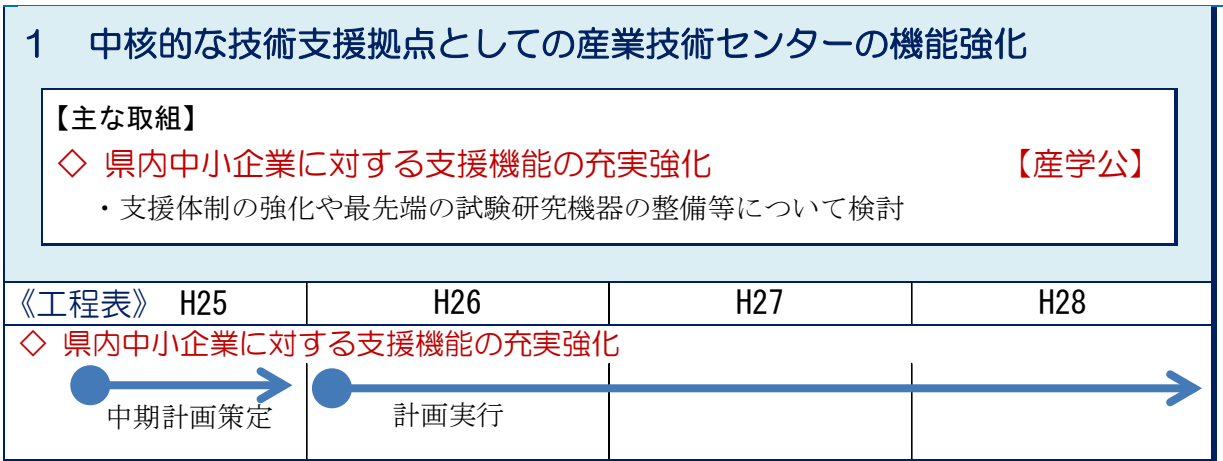 1 中核的な技術支援拠点としての産業技術センターの機能強化
【主な取組】
◇ 県内中小企業に対する支援機能の充実強化 【産学公】
・支援体制の強化や最先端の試験研究機器の整備等について検討
《工程表》 H25 H26 H27 H28
◇ 県内中小企業に対する支援機能の充実強化
中期計画策定 計画実行